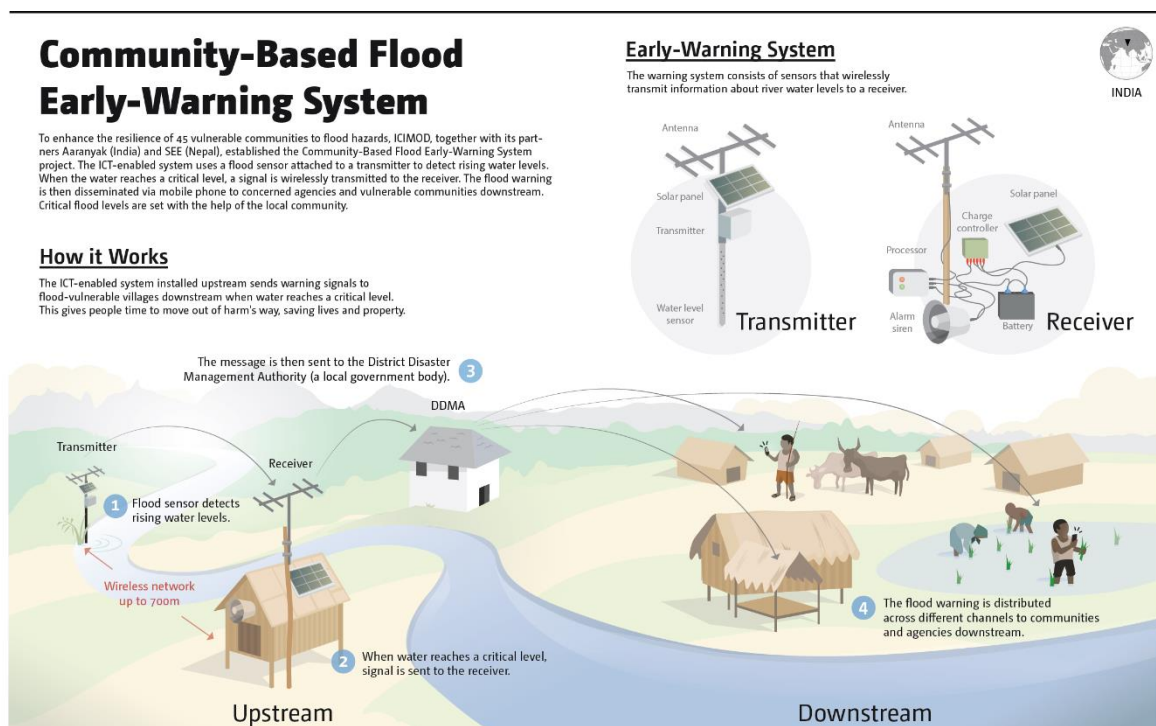 Community-Based Flood
Early-Warning System
To enhance the resilience of 45 vulnerable communities to flood hazards, ICIMOD, together with its part-
ners Aaranyak (India) and SEE (Nepal), established the Community-Based Flood Early-Warning System
project. The ICT-enabled system uses a flood sensor attached to a transmitter to detect rising water levels.
When the water reaches a critical level, a signal is wirelessly transmitted to the receiver. The flood warning
is then disseminated via mobile phone to concerned agencies and vulnerable communities downstream.
Critical flood levels are set with the help of the local community.
How it Works
The ICT-enabled system installed upstream sends warning signals to
flood-vulnerable villages downstream when water reaches a critical level.
This gives people time to move out of harm's way, saving lives and property.
Early-Warning System
The warning system consists of sensors that wirelessly
transmit information about river water levels to a receiver.
INDIA
Antenna
Solar panel
Transmitter
Water level
sensor
Transmitter
Antenna
Solar panel
Charge
controller
Processor
Alarm
siren
Battery
Receiver
The message is then sent to the District Disaster
Management Authority (a local government body).
3
DDMA
Transmitter
Receiver
1
Flood sensor detects
rising water levels.
Wireless network
up to 700m
2
When water reaches a critical level,
signal is sent to the receiver.
4
The flood warning is distributed
across different channels to communities
and agencies downstream.
Upstream
Downstream